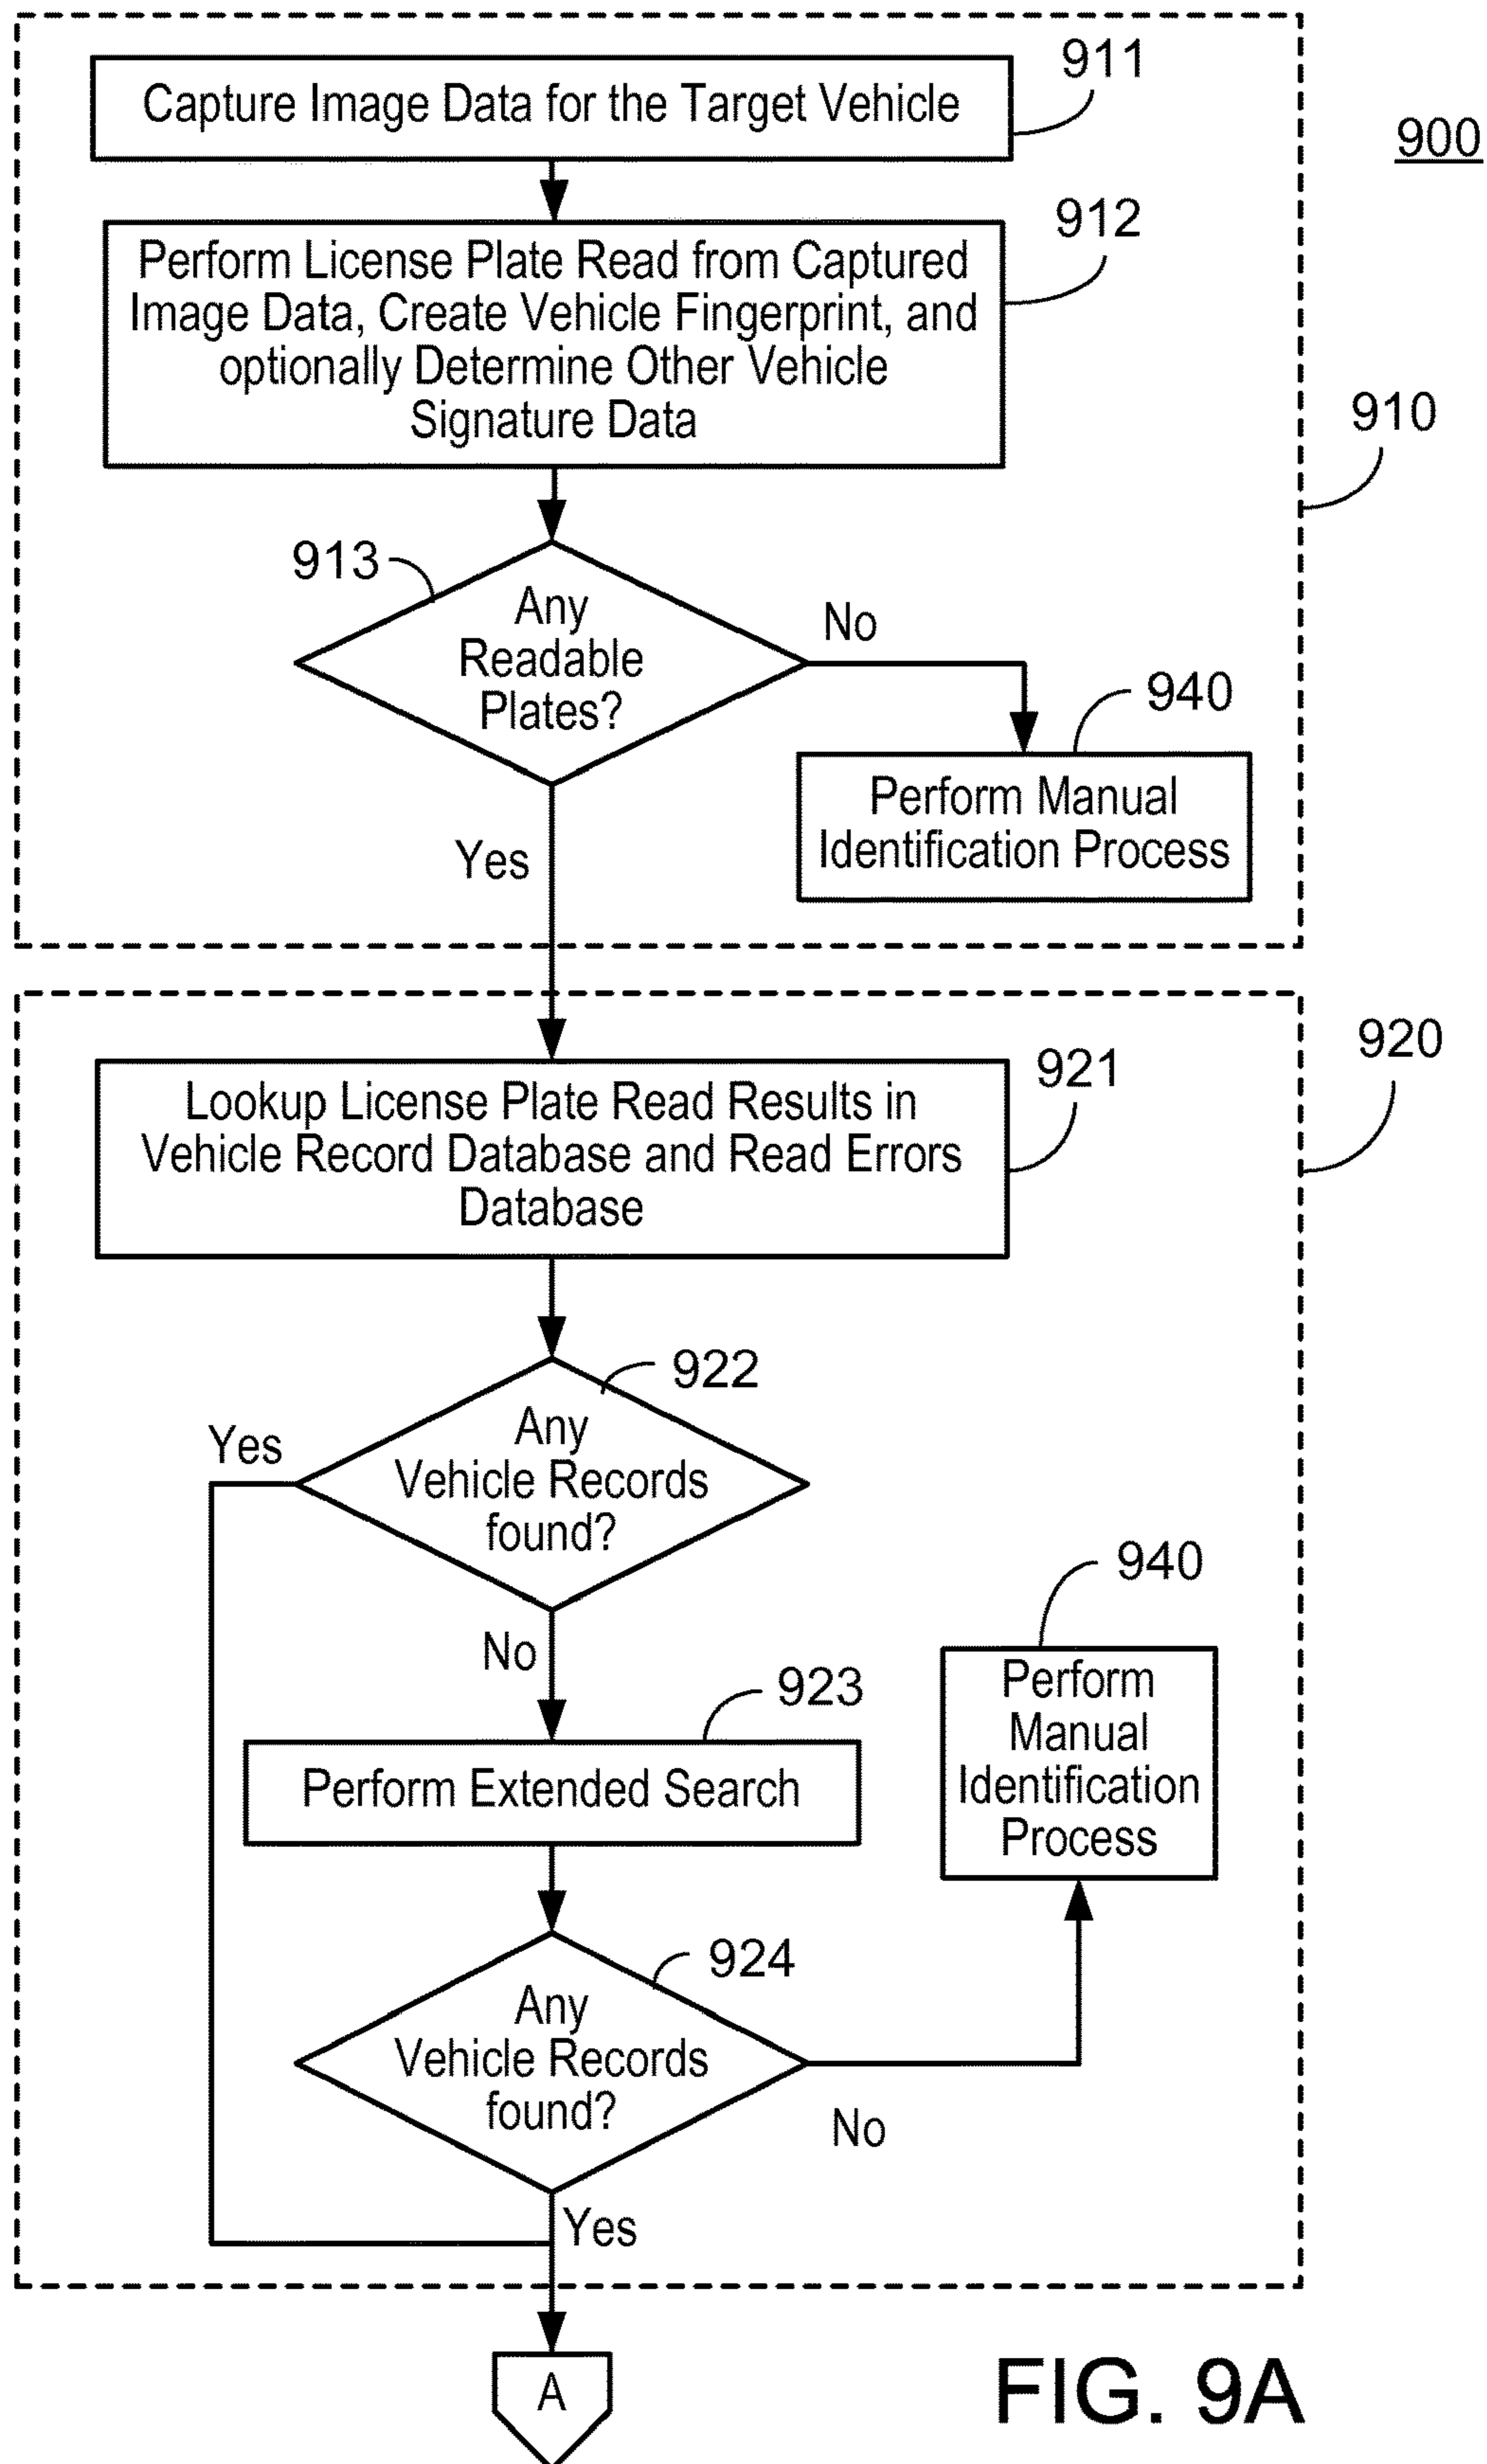 911
Capture Image Data for the Target Vehicle
900
912
Perform License Plate Read from Captured
Image Data, Create Vehicle Fingerprint, and
optionally Determine Other Vehicle
Signature Data
910
913
Any
Readable
Plates?
No
940
Perform Manual
Identification Process
Yes
920
921
Lookup License Plate Read Results in
Vehicle Record Database and Read Errors
Database
922
Yes
Any
Vehicle Records
found?
940
No
Perform
Manual
Identification
Process
923
Perform Extended Search
924
Any
Vehicle Records
found?
No
Yes
A
FIG. 9A